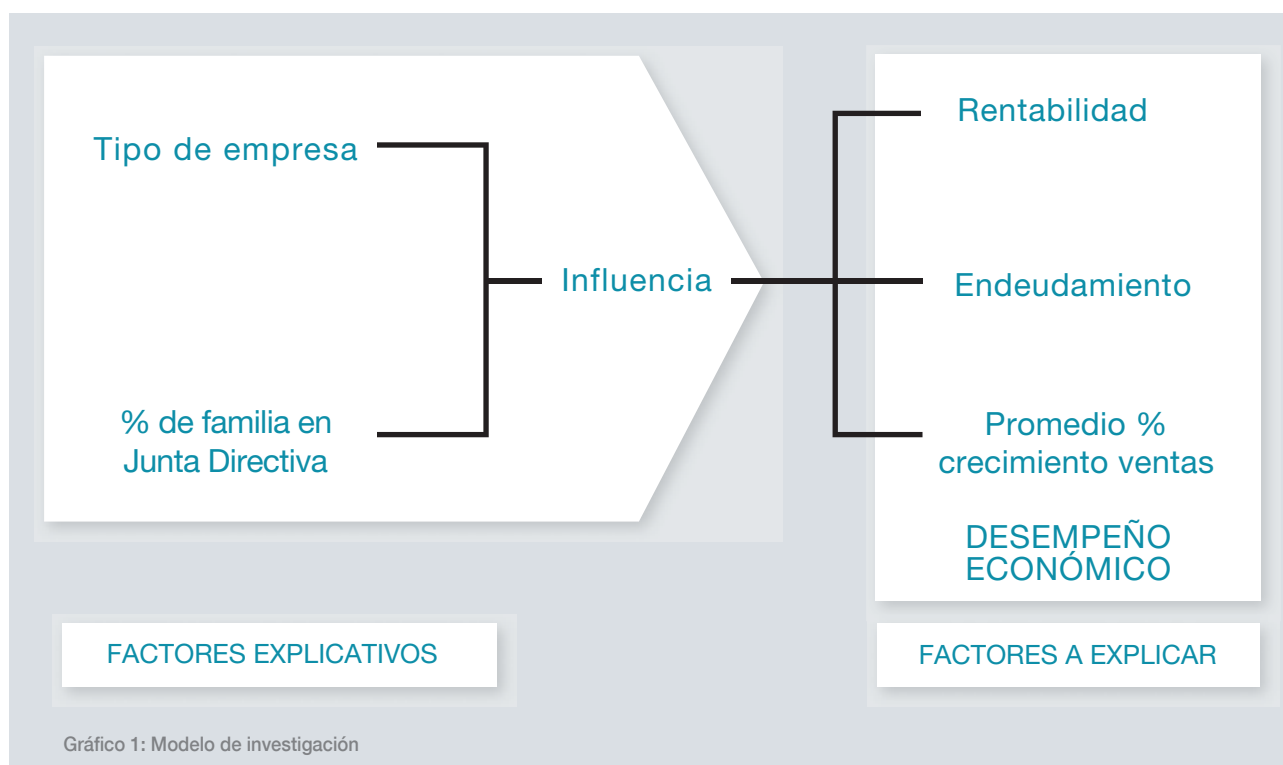 Tipo de empresa
% de familia en
Junta Directiva
Influencia
Rentabilidad
Endeudamiento
Promedio %
crecimiento ventas
DESEMPEÑO
ECONÓMICO
FACTORES EXPLICATIVOS
FACTORES A EXPLICAR
Gráfico 1: Modelo de investigación